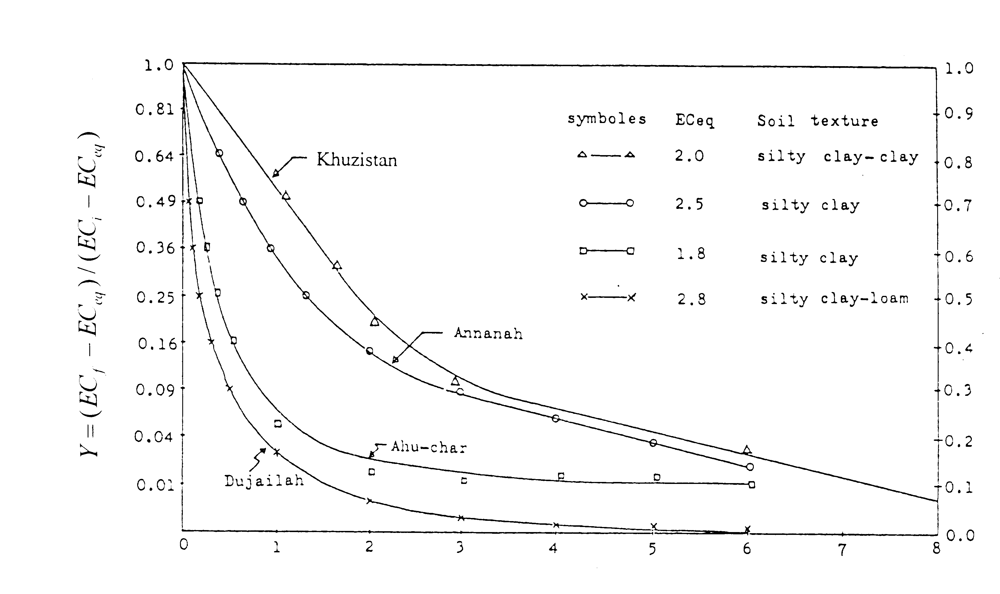 1.0 1.0
0.81 0.9
symboles ECeq Soil texture
0.64 Khuzistan 2.0 silty clay-clay 0.8
0.49 2.5 silty clay 0.7
0.36 1.8 silty clay 0.6
0.25 2.8 silty clay-loam 0.5
Annanah
0.16 0.4
0.09 0.3
0.04 0.2
Ahu-char
Dujailah
0.01 0.1
0.0
0 1 2 3 4 5 6 7 8
Y = (EC_f - EC_eq) / (EC_i - EC_eq)